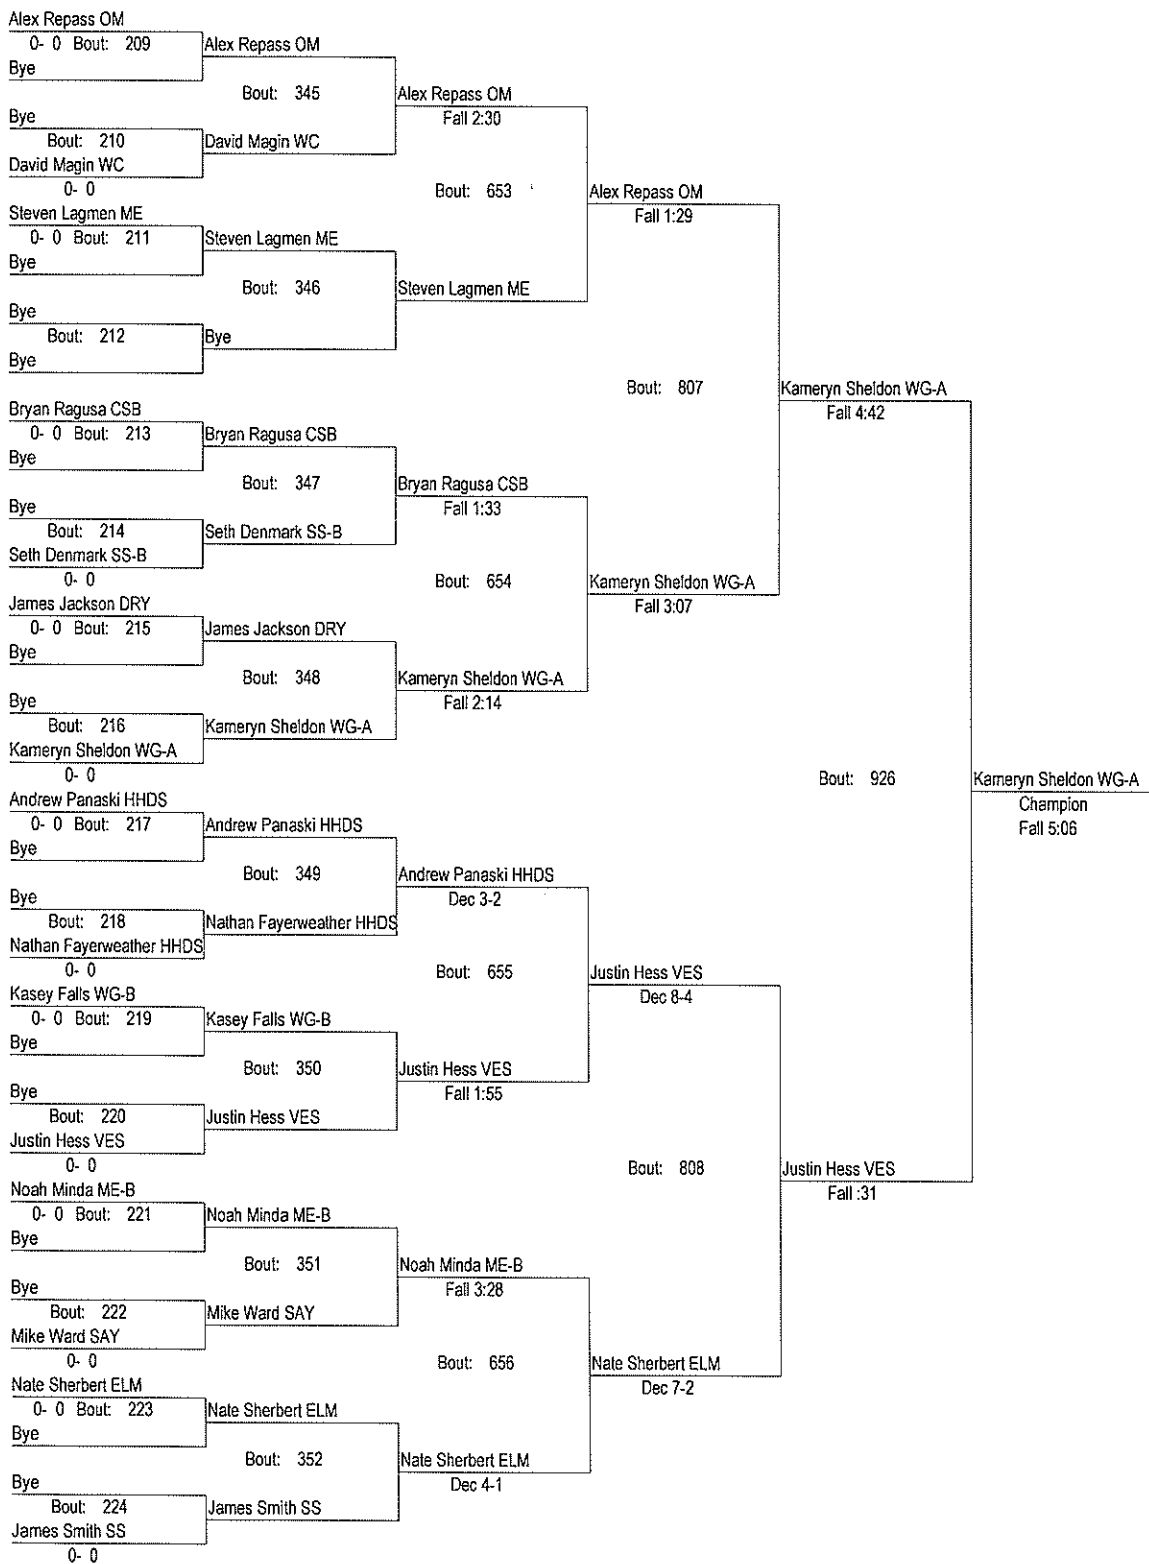 Alex Repass OM
0- 0 Bout: 209
Bye
Alex Repass OM
Bout: 345
Bye
Bout: 210
David Magin WC
0- 0
David Magin WC
Alex Repass OM
Fall 2:30
Bout: 653
Steven Lagmen ME
0- 0 Bout: 211
Bye
Steven Lagmen ME
Bout: 346
Bye
Bout: 212
Bye
Bye
Steven Lagmen ME
Alex Repass OM
Fall 1:29
Bout: 807
Bryan Ragusa CSB
0- 0 Bout: 213
Bye
Bryan Ragusa CSB
Bout: 347
Bye
Bout: 214
Seth Denmark SS-B
0- 0
Seth Denmark SS-B
Bryan Ragusa CSB
Fall 1:33
Bout: 654
James Jackson DRY
0- 0 Bout: 215
Bye
James Jackson DRY
Bout: 348
Bye
Bout: 216
Kameryn Sheldon WG-A
0- 0
Kameryn Sheldon WG-A
Kameryn Sheldon WG-A
Fall 2:14
Kameryn Sheldon WG-A
Fall 3:07
Kameryn Sheldon WG-A
Fall 4:42
Bout: 926
Kameryn Sheldon WG-A
Champion
Fall 5:06
Andrew Panaski HHDS
0- 0 Bout: 217
Bye
Andrew Panaski HHDS
Bout: 349
Bye
Bout: 218
Nathan Fayerweather HHDS
0- 0
Nathan Fayerweather HHDS
Andrew Panaski HHDS
Dec 3-2
Bout: 655
Kasey Falls WG-B
0- 0 Bout: 219
Bye
Kasey Falls WG-B
Bout: 350
Bye
Bout: 220
Justin Hess VES
0- 0
Justin Hess VES
Justin Hess VES
Fall 1:55
Justin Hess VES
Dec 8-4
Bout: 808
Justin Hess VES
Fall :31
Noah Minda ME-B
0- 0 Bout: 221
Bye
Noah Minda ME-B
Bout: 351
Bye
Bout: 222
Mike Ward SAY
0- 0
Mike Ward SAY
Noah Minda ME-B
Fall 3:28
Bout: 656
Nate Sherbert ELM
0- 0 Bout: 223
Bye
Nate Sherbert ELM
Bout: 352
Bye
Bout: 224
James Smith SS
0- 0
James Smith SS
Nate Sherbert ELM
Dec 4-1
Nate Sherbert ELM
Dec 7-2